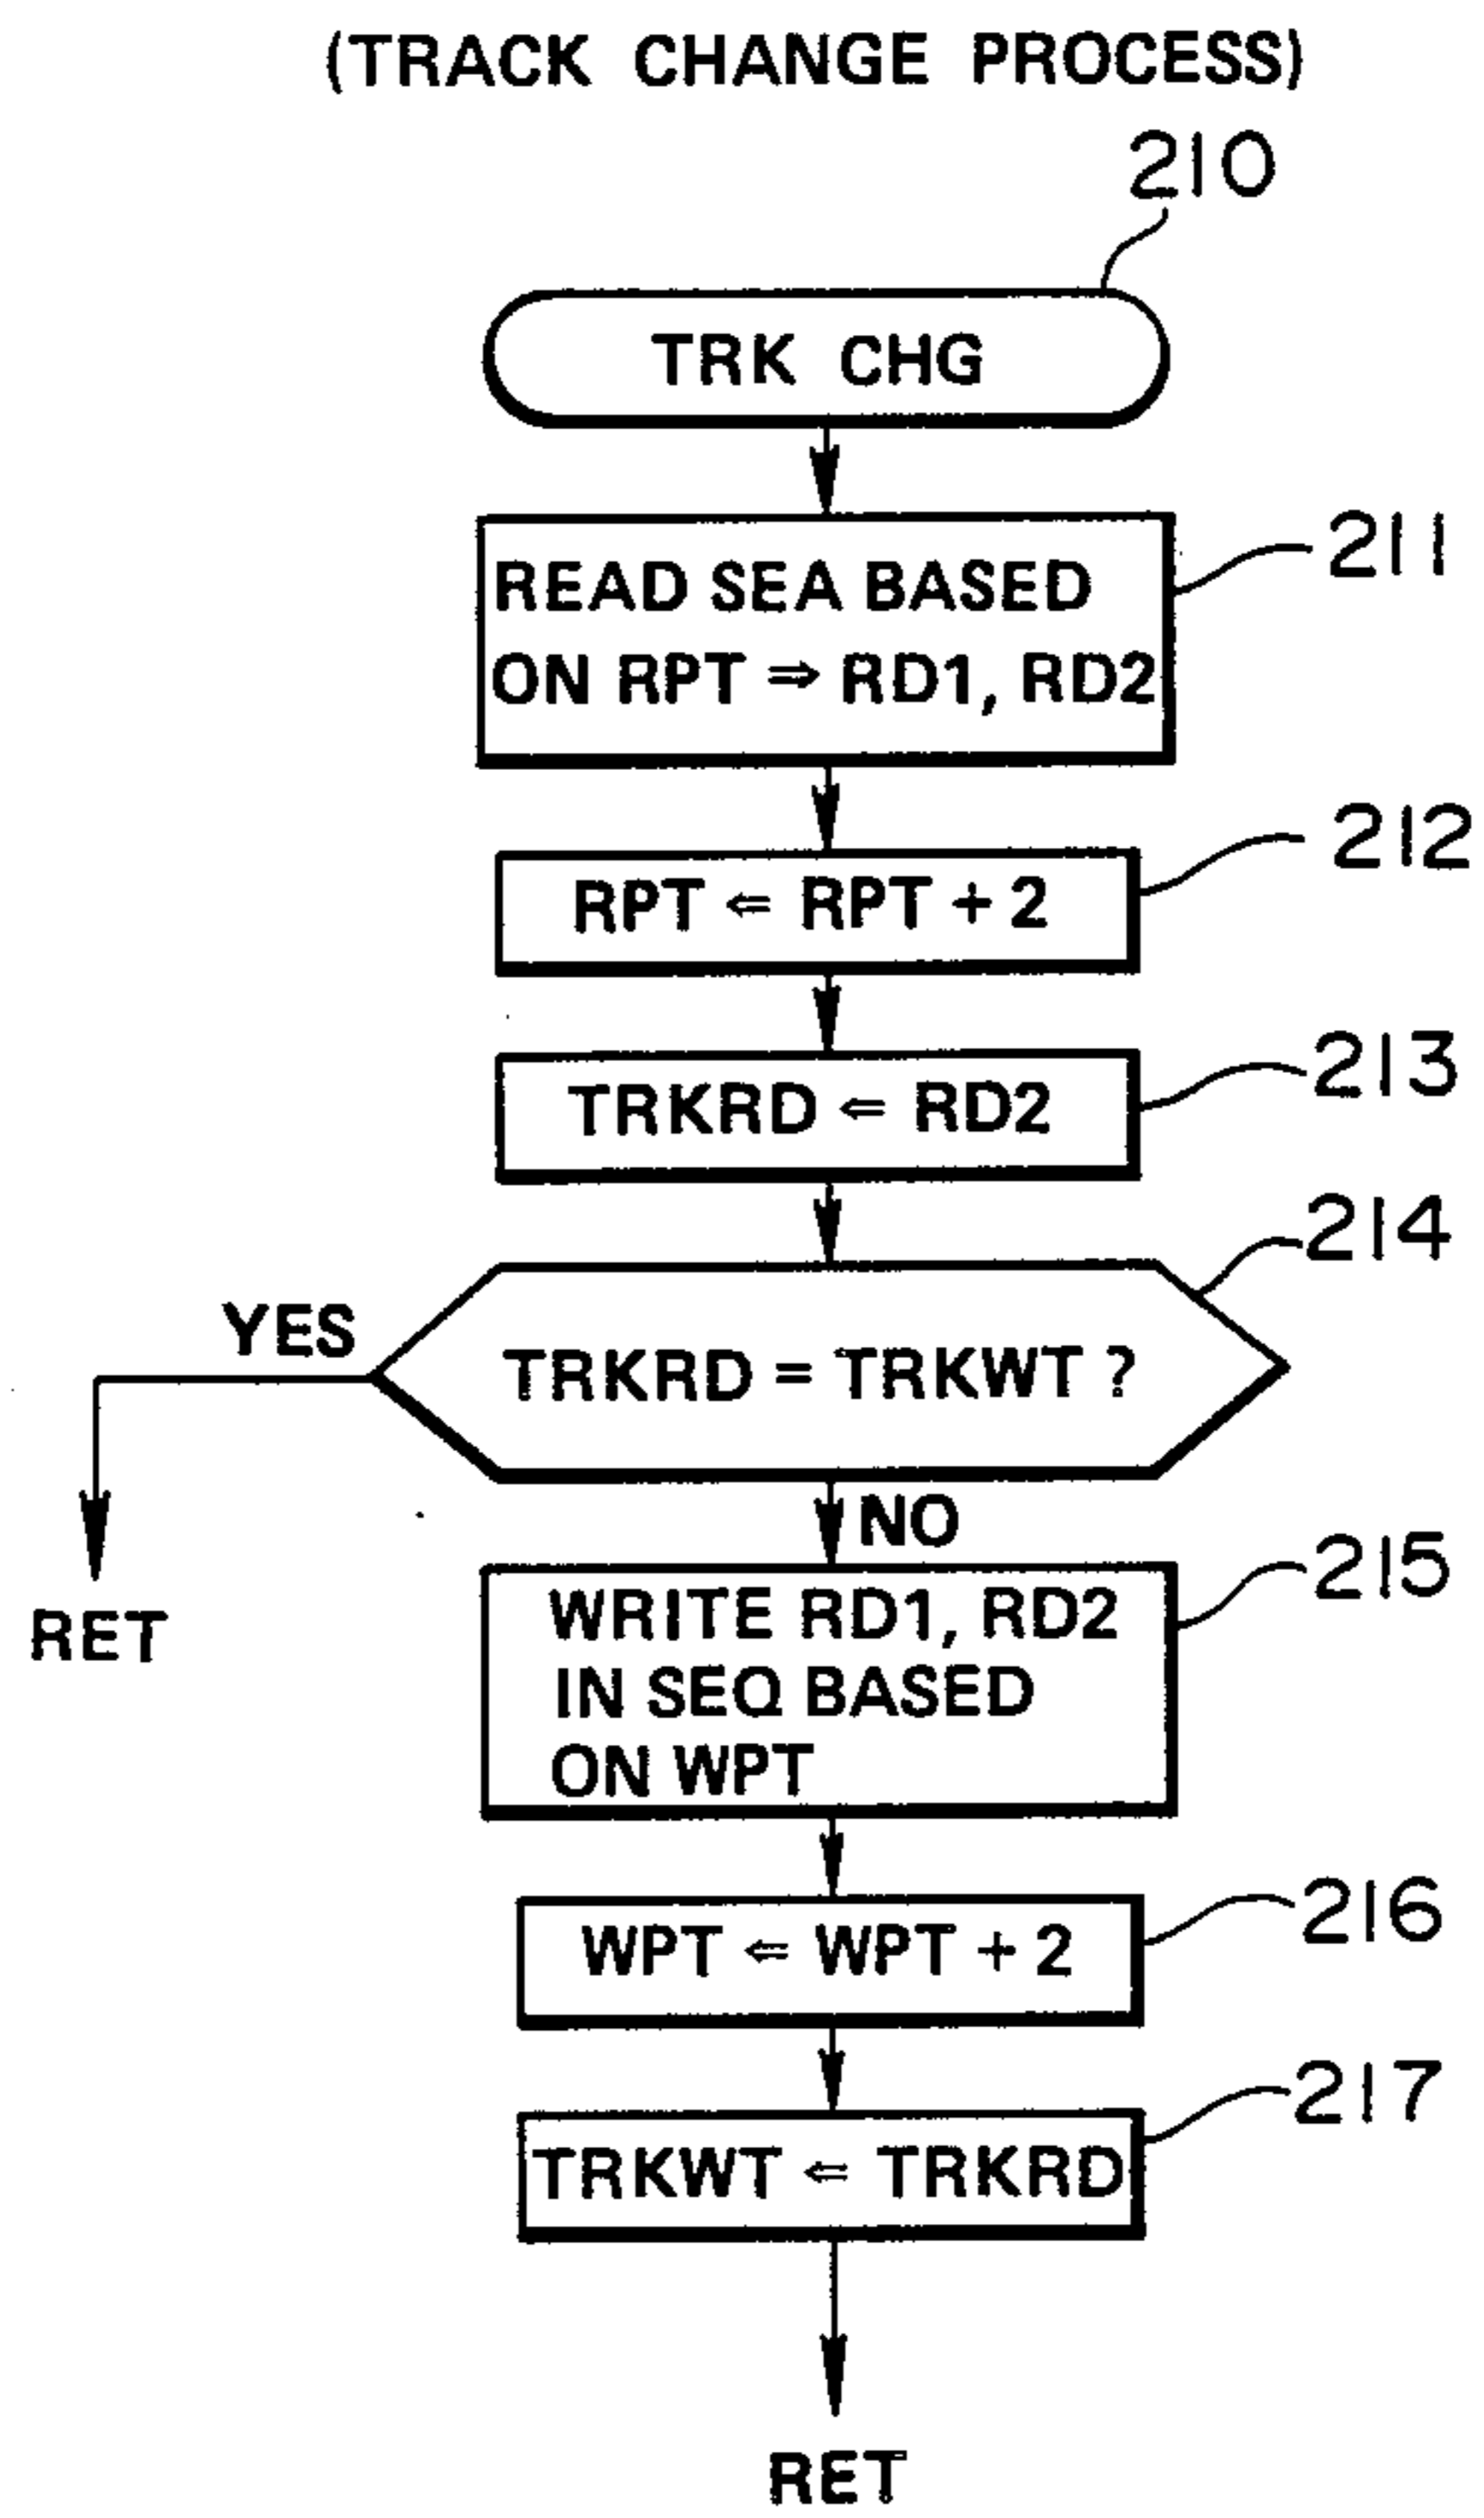 (TRACK CHANGE PROCESS)
210
TRK CHG
READ SEA BASED
ON RPT ⇒ RD1, RD2
211
RPT ⇐ RPT + 2
212
TRKRD ⇐ RD2
213
214
YES
TRKRD = TRKWT ?
NO
RET
WRITE RD1, RD2
IN SEQ BASED
ON WPT
215
WPT ⇐ WPT + 2
216
TRKWT ⇐ TRKRD
217
RET